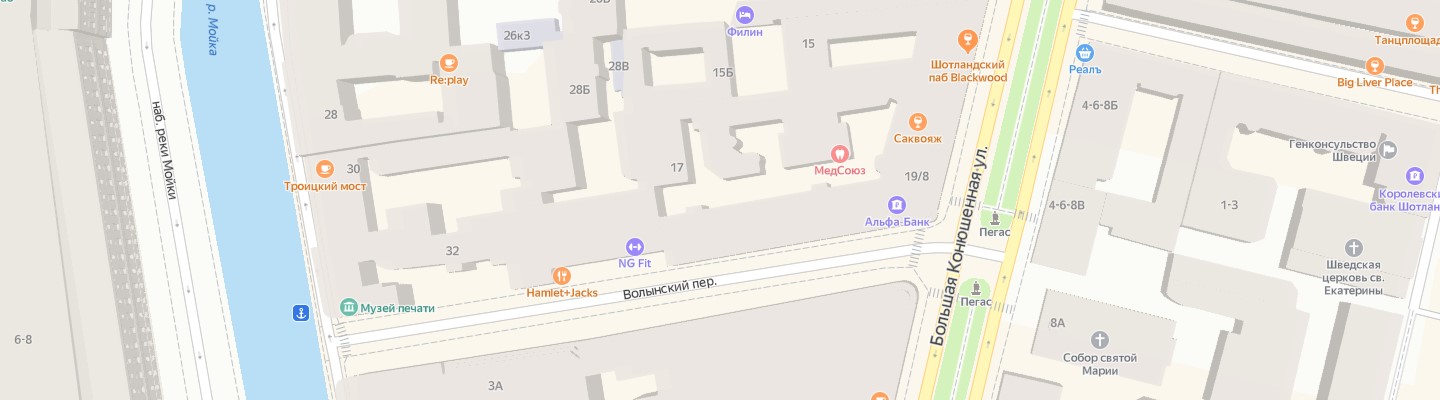 р. Мойка
наб. реки Мойки
26к3
28В
28Б
28
Re:play
Филин
15
15Б
Шотландский
паб Blackwood
Реалъ
Танцплощад
Big Liver Place
Th
4-6-8Б
Саквояж
МедСоюз
17
30
Троицкий мост
19/8
Генконсульство
Швеции
Королевски
банк Шотлан
1-3
4-6-8В
Альфа-Банк
Пегас
32
NG Fit
Hamlet+Jacks
Волынский пер.
Большая Конюшенная ул.
Шведская
церковь св.
Екатерины
Пегас
Музей печати
6-8
8А
Собор святой
Марии
3А